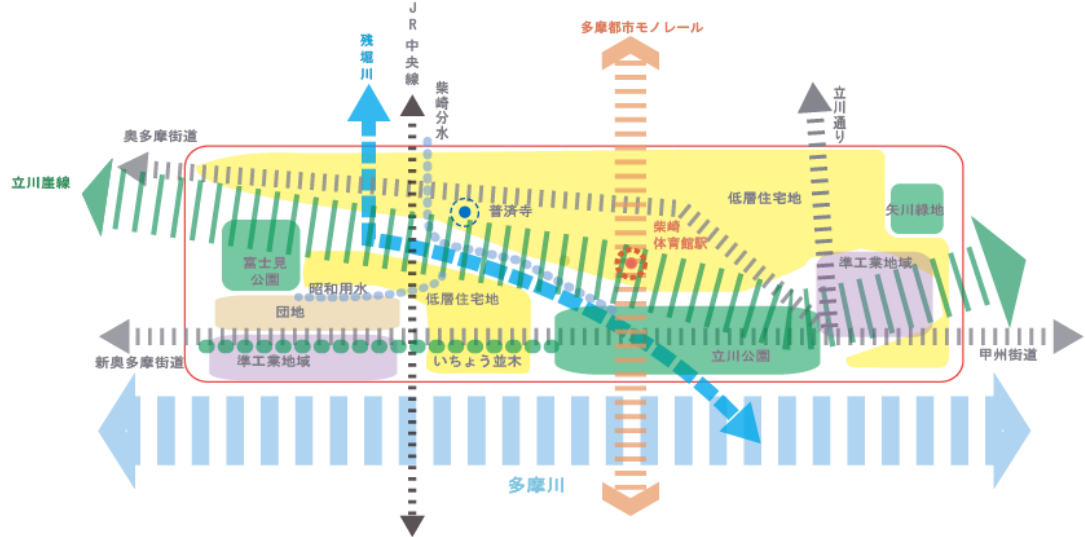 JR中央線
多摩都市モノレール
残堀川
柴崎分水
立川通り
奥多摩街道
立川崖線
低層住宅地
矢川緑地
普済寺
柴崎
体育館駅
富士見
公園
準工業地域
昭和用水
低層住宅地
団地
新奥多摩街道
準工業地域
いちょう並木
立川公園
甲州街道
多摩川